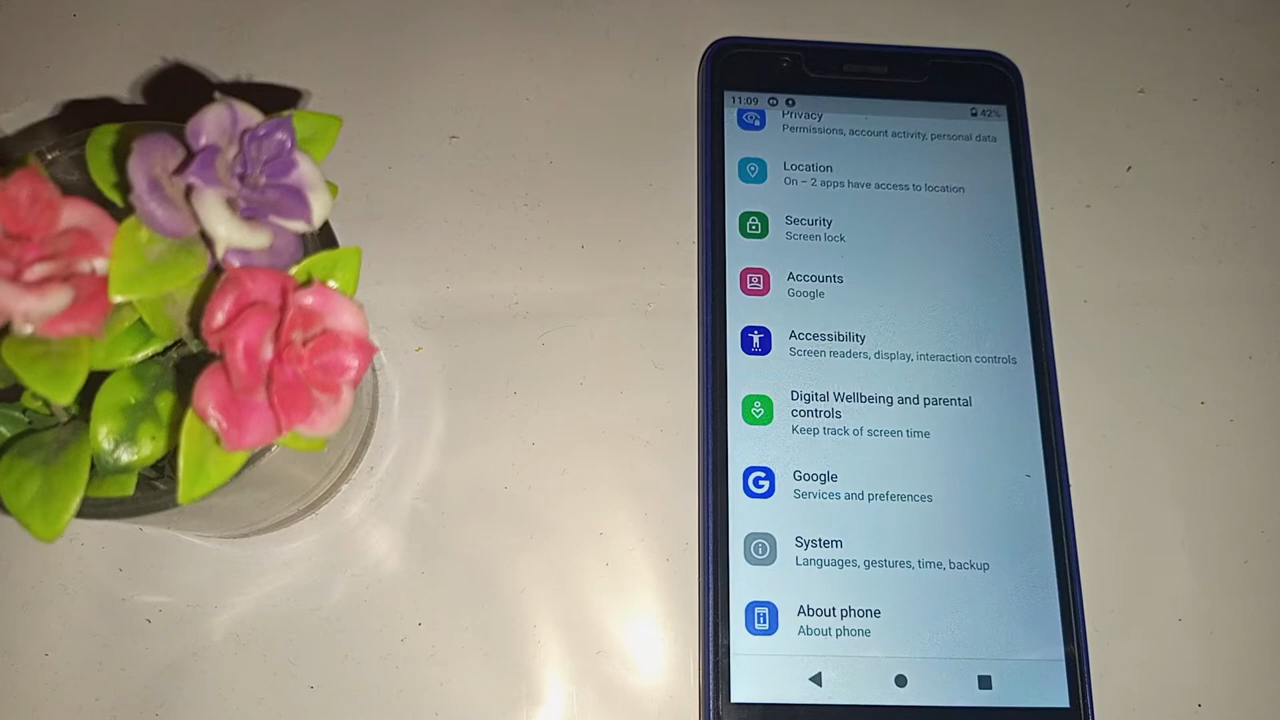 11:09
42%
Privacy
Permissions, account activity, personal data
Location
On – 2 apps have access to location
Security
Screen lock
Accounts
Google
Accessibility
Screen readers, display, interaction controls
Digital Wellbeing and parental
controls
Keep track of screen time
G
Google
Services and preferences
System
Languages, gestures, time, backup
About phone
About phone